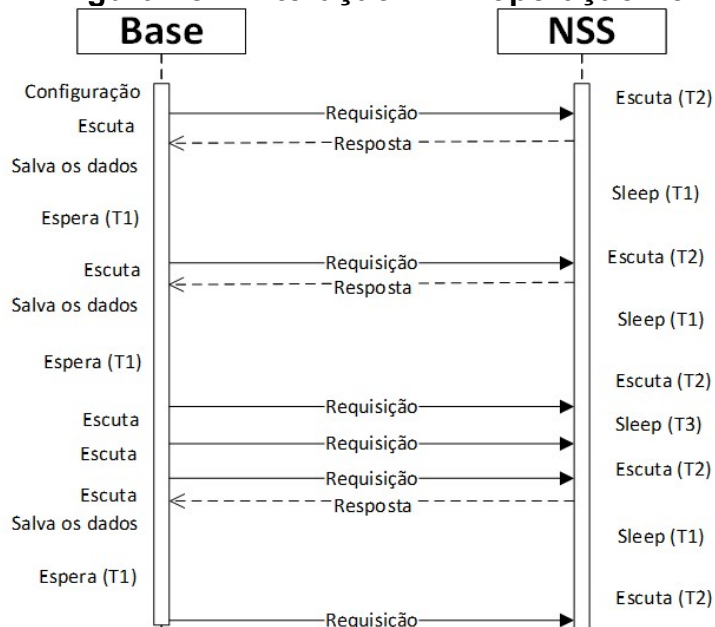 Base NSS
Configuração
Escuta (T2)
Requisição
Escuta
Resposta
Salva os dados
Sleep (T1)
Espera (T1)
Escuta (T2)
Requisição
Escuta
Resposta
Salva os dados
Sleep (T1)
Espera (T1)
Escuta (T2)
Requisição
Escuta
Sleep (T3)
Requisição
Escuta
Escuta (T2)
Requisição
Escuta
Resposta
Salva os dados
Sleep (T1)
Espera (T1)
Escuta (T2)
Requisição